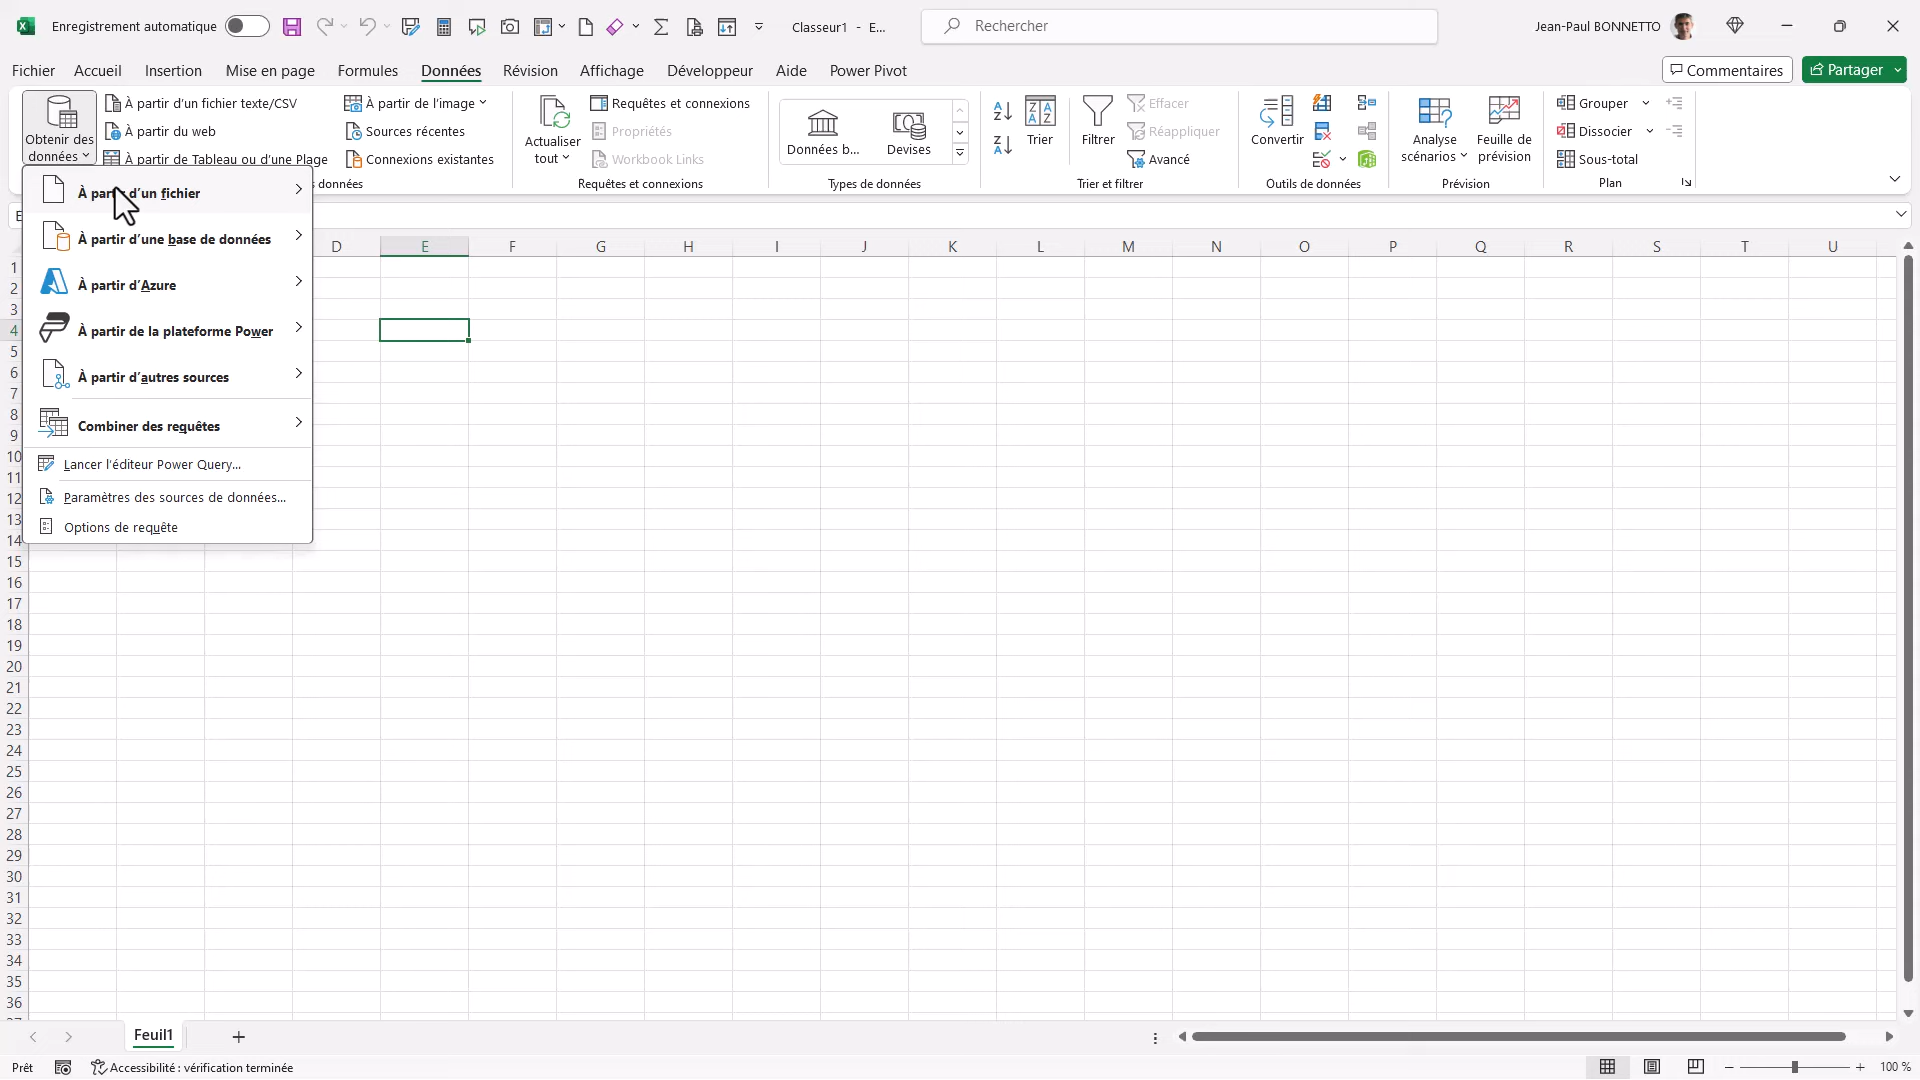 Enregistrement automatique
Classeur1 - E...
Rechercher
Jean-Paul BONNETTO
Fichier Accueil Insertion Mise en page Formules Données Révision Affichage Développeur Aide Power Pivot
Commentaires
Partager
Obtenir des
données
À partir d'un fichier texte/CSV
À partir du web
À partir de Tableau ou d'une Plage
À partir de l'image
Sources récentes
Connexions existantes
données
Actualiser
tout
Requêtes et connexions
Propriétés
Workbook Links
Requêtes et connexions
Données b...
Devises
Types de données
Trier
Filtrer
Effacer
Réappliquer
Avancé
Trier et filtrer
Convertir
Outils de données
Analyse
scénarios
Feuille de
prévision
Prévision
Grouper
Dissocier
Sous-total
Plan
À partir d'un fichier
À partir d'une base de données
À partir d'Azure
À partir de la plateforme Power
À partir d'autres sources
Combiner des requêtes
Lancer l'éditeur Power Query...
Paramètres des sources de données...
Options de requête
D E F G H I J K L M N O P Q R S T U
1
2
3
4
5
6
7
8
9
10
11
12
13
14
15
16
17
18
19
20
21
22
23
24
25
26
27
28
29
30
31
32
33
34
35
36
Feuil1
Prêt
Accessibilité : vérification terminée
100 %